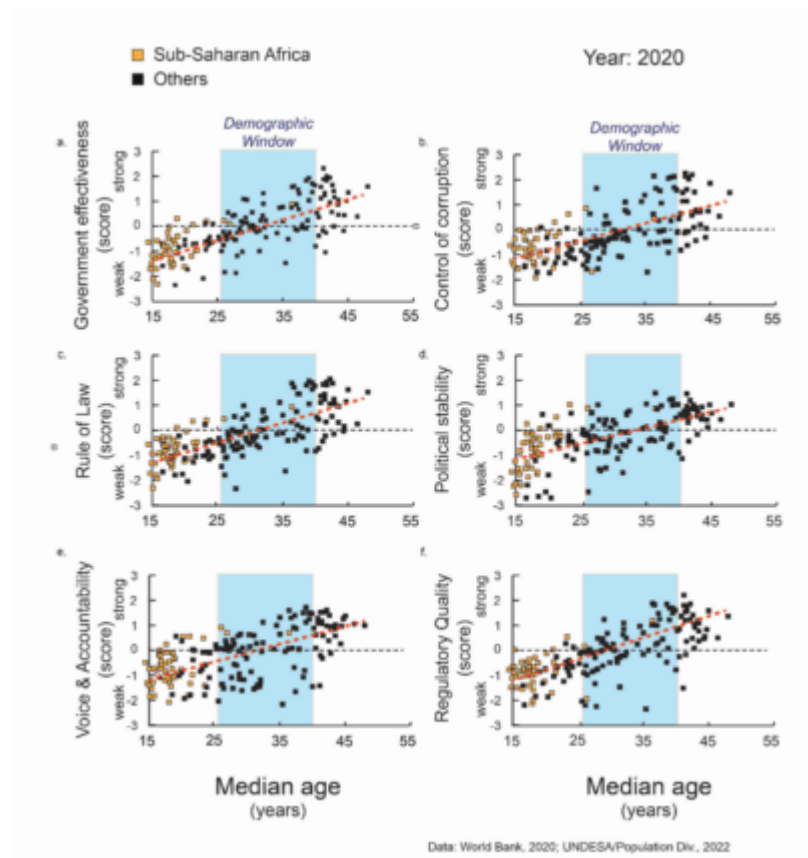 Sub-Saharan Africa
Others
Year: 2020
Demographic
Window
Demographic
Window
a.
Government effectiveness
(score)
weak strong
3
2
1
0
-1
-2
-3
15 25 35 45 55
b.
Control of corruption
(score)
weak strong
3
2
1
0
-1
-2
-3
15 25 35 45 55
c.
Rule of Law
(score)
weak strong
3
2
1
0
-1
-2
-3
15 25 35 45 55
d.
Political stability
(score)
weak strong
3
2
1
0
-1
-2
-3
15 25 35 45 55
e.
Voice & Accountability
(score)
weak strong
3
2
1
0
-1
-2
-3
15 25 35 45 55
f.
Regulatory Quality
(score)
weak strong
3
2
1
0
-1
-2
-3
15 25 35 45 55
Median age
(years)
Median age
(years)
Data: World Bank, 2020; UNDESA/Population Div., 2022